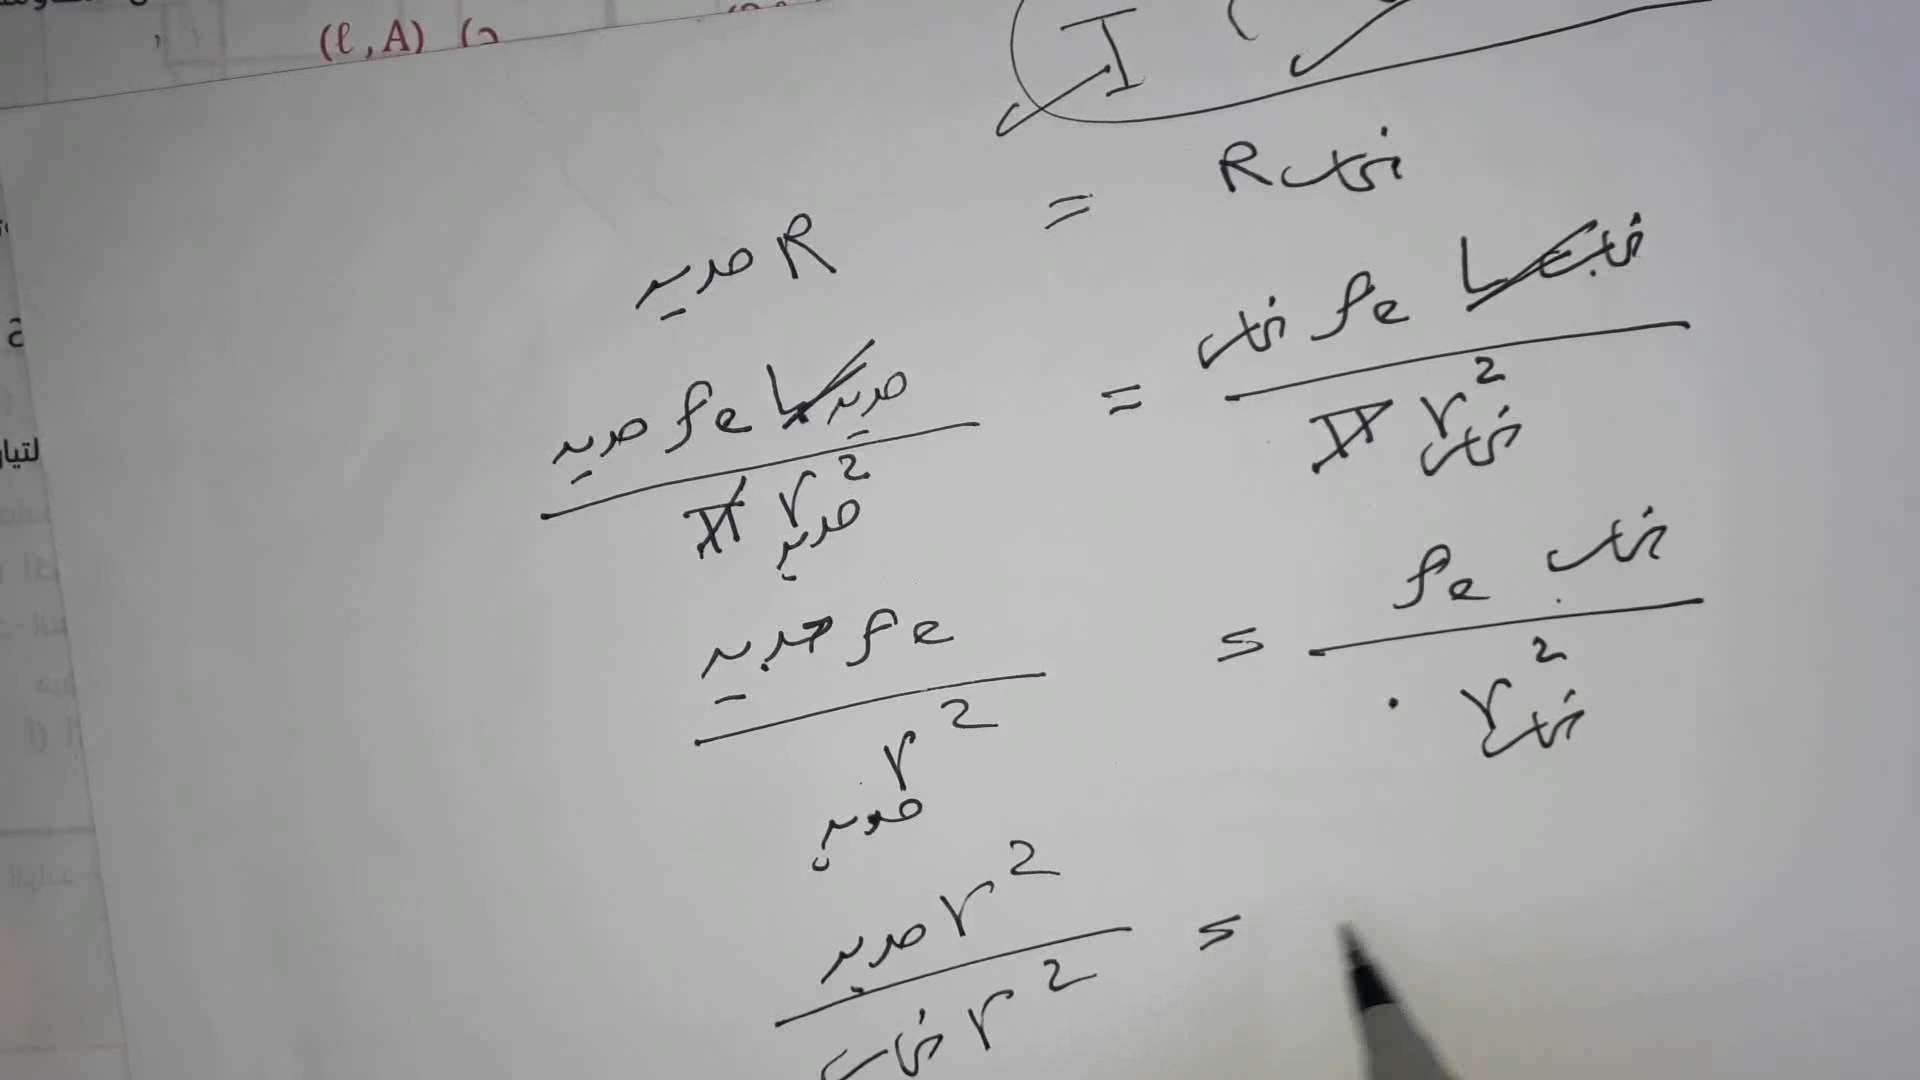 (ℓ, A) (
I
R حديد = R نحاس
حديد ρe L حديد / π r² حديد = نحاس ρe L نحاس / π r² نحاس
حديد ρe / r² حديد = ρe نحاس / r² نحاس
حديد r² / نحاس r² =